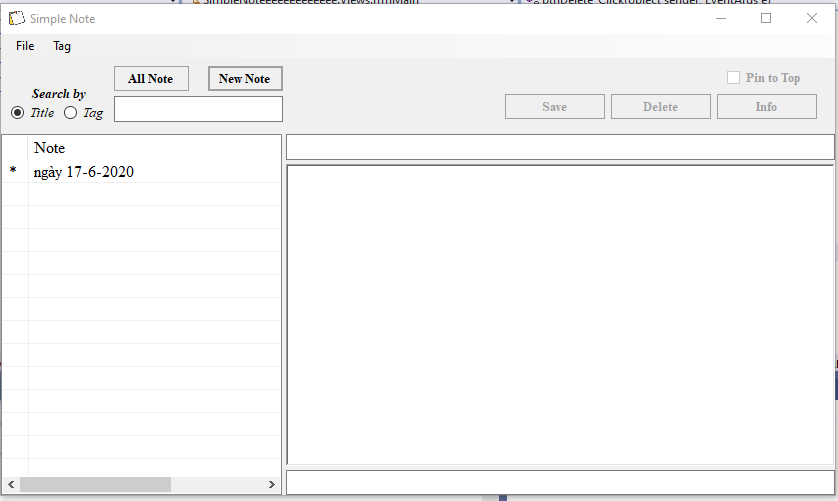 Simple Note
File Tag
All Note New Note
Search by
Title Tag
Pin to Top
Save Delete Info
Note
* ngày 17-6-2020